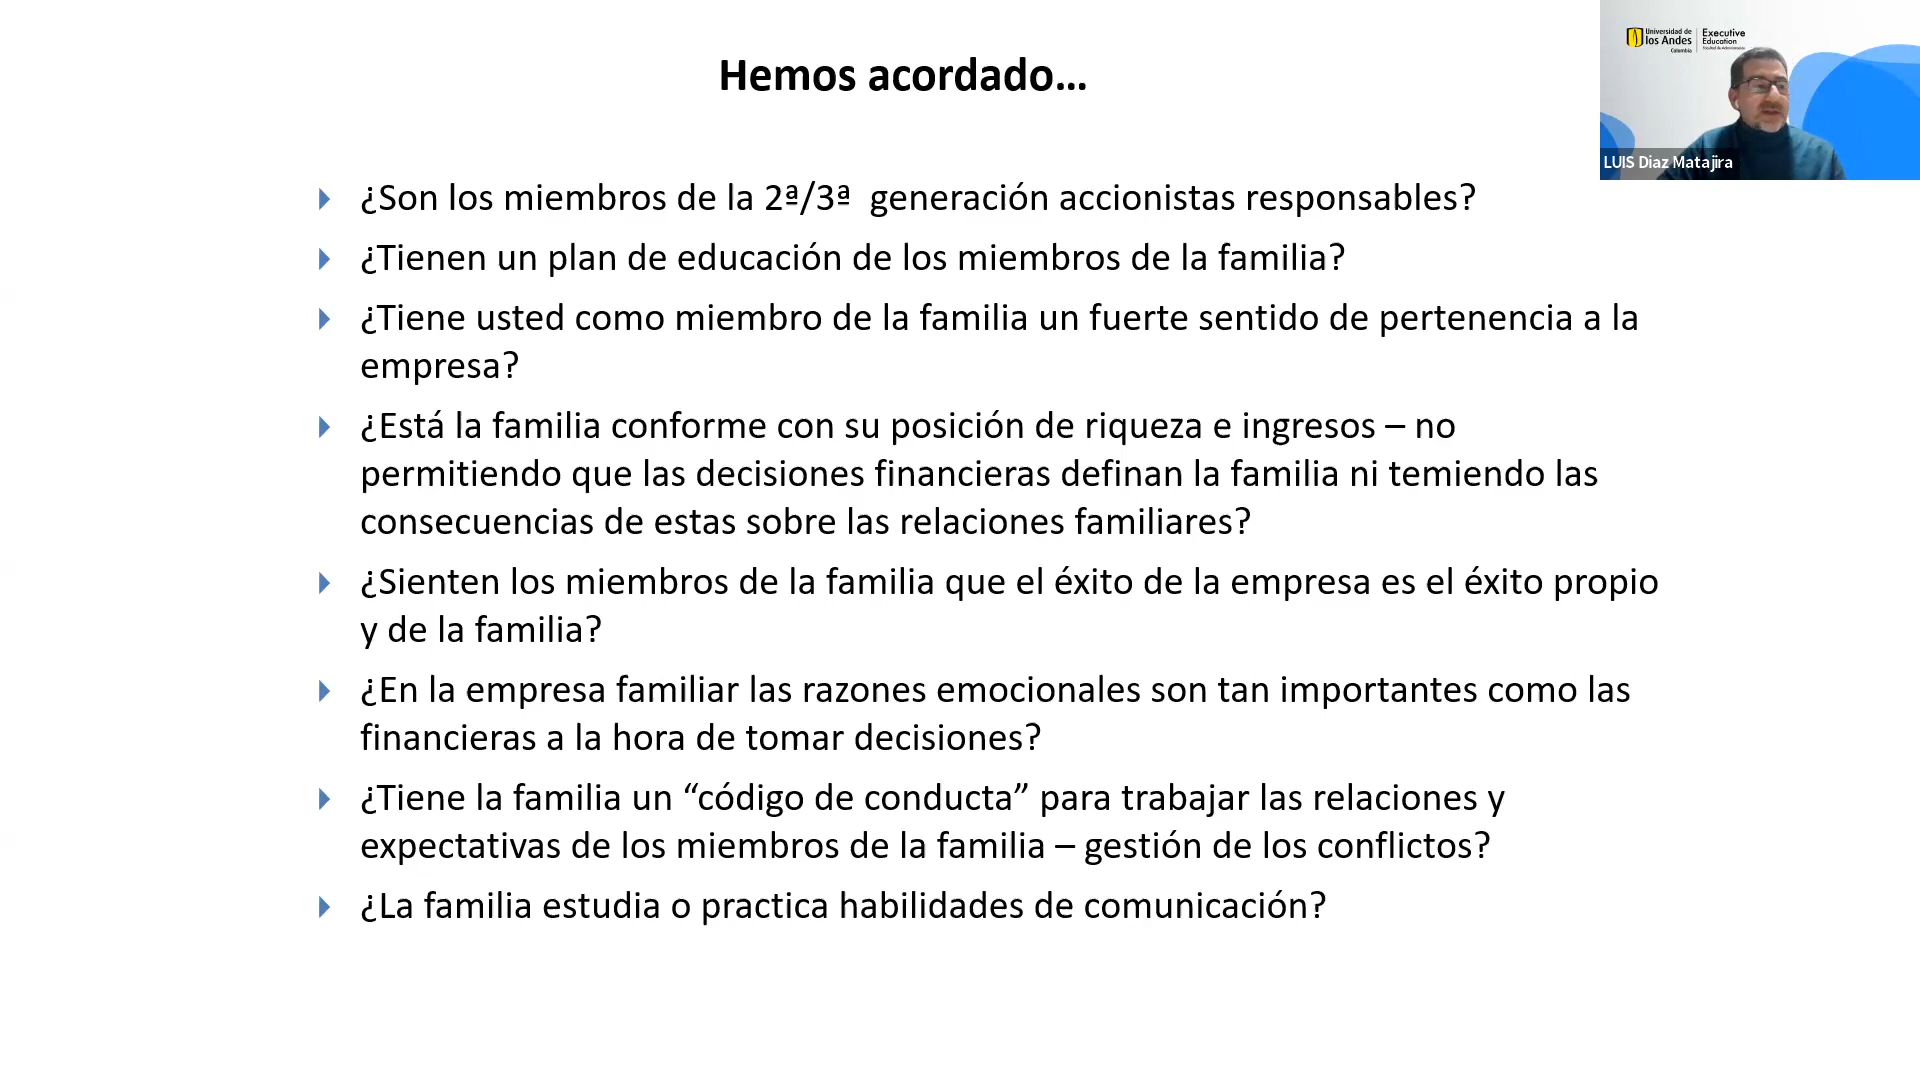 Hemos acordado...
¿Son los miembros de la 2ª/3ª generación accionistas responsables?
¿Tienen un plan de educación de los miembros de la familia?
¿Tiene usted como miembro de la familia un fuerte sentido de pertenencia a la
empresa?
¿Está la familia conforme con su posición de riqueza e ingresos – no
permitiendo que las decisiones financieras definan la familia ni temiendo las
consecuencias de estas sobre las relaciones familiares?
¿Sienten los miembros de la familia que el éxito de la empresa es el éxito propio
y de la familia?
¿En la empresa familiar las razones emocionales son tan importantes como las
financieras a la hora de tomar decisiones?
¿Tiene la familia un “código de conducta” para trabajar las relaciones y
expectativas de los miembros de la familia – gestión de los conflictos?
¿La familia estudia o practica habilidades de comunicación?
Universidad de
los Andes
Colombia
Executive
Education
Facultad de Administración
LUIS Diaz Matajira